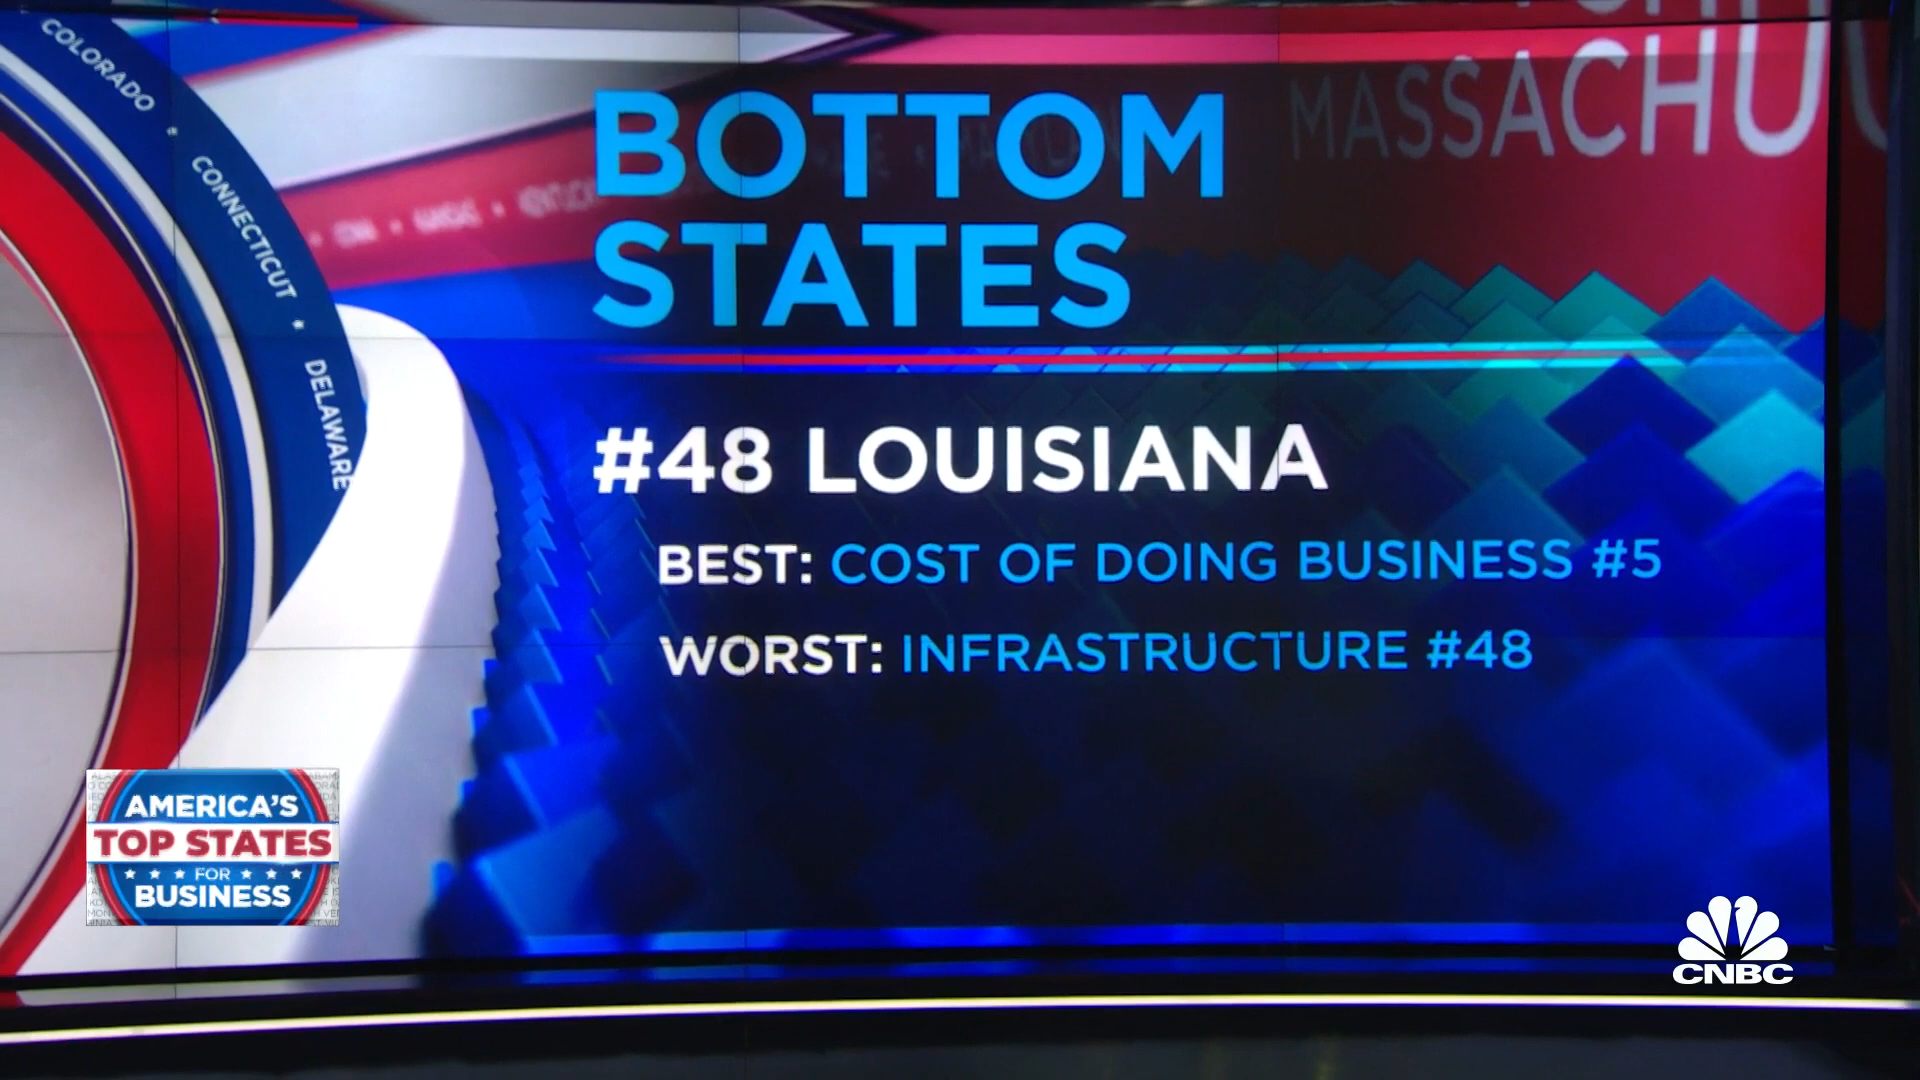 COLORADO
CONNECTICUT
DELAWARE
MASSACHU
BOTTOM
STATES
#48 LOUISIANA
BEST: COST OF DOING BUSINESS #5
WORST: INFRASTRUCTURE #48
AMERICA'S
TOP STATES
FOR
BUSINESS
CNBC